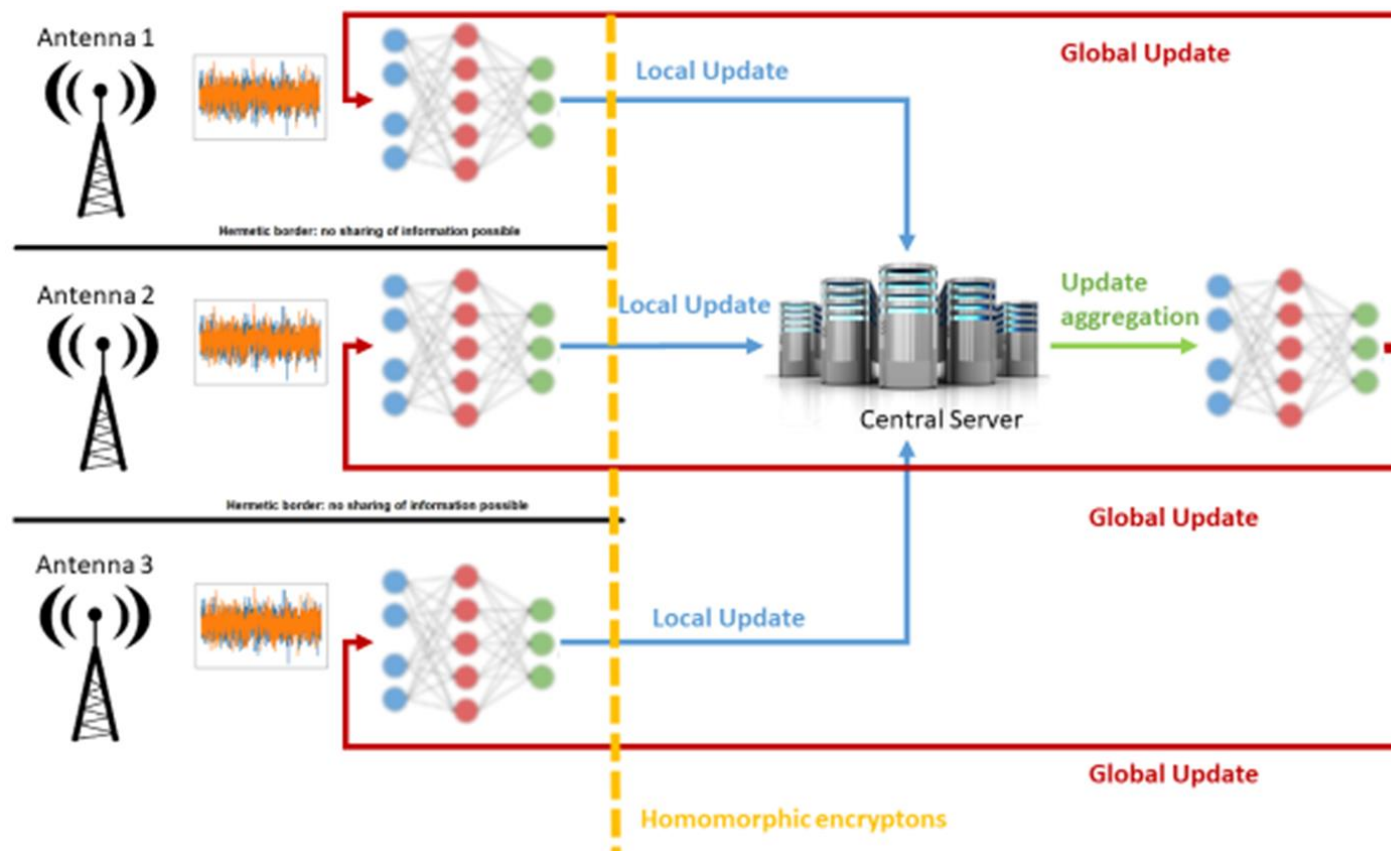 Antenna 1
Local Update
Global Update
Hermetic border: no sharing of information possible
Antenna 2
Local Update
Update
aggregation
Central Server
Hermetic border: no sharing of information possible
Global Update
Antenna 3
Local Update
Global Update
Homomorphic encryptons